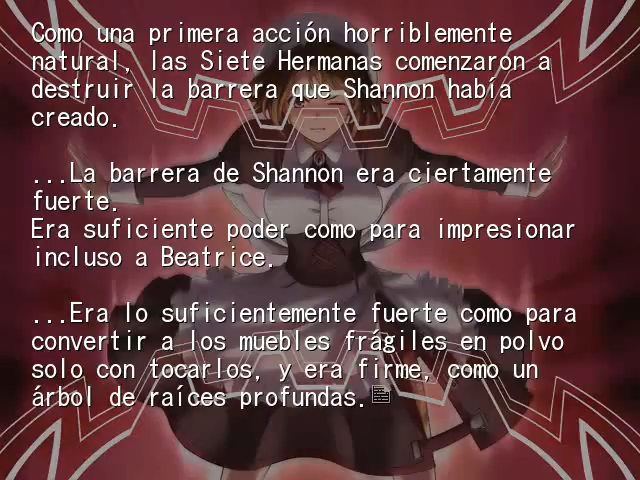 Como una primera acción horriblemente
natural, las Siete Hermanas comenzaron a
destruir la barrera que Shannon había
creado.
...La barrera de Shannon era ciertamente
fuerte.
Era suficiente poder como para impresionar
incluso a Beatrice.
...Era lo suficientemente fuerte como para
convertir a los muebles frágiles en polvo
solo con tocarlos, y era firme, como un
árbol de raíces profundas.